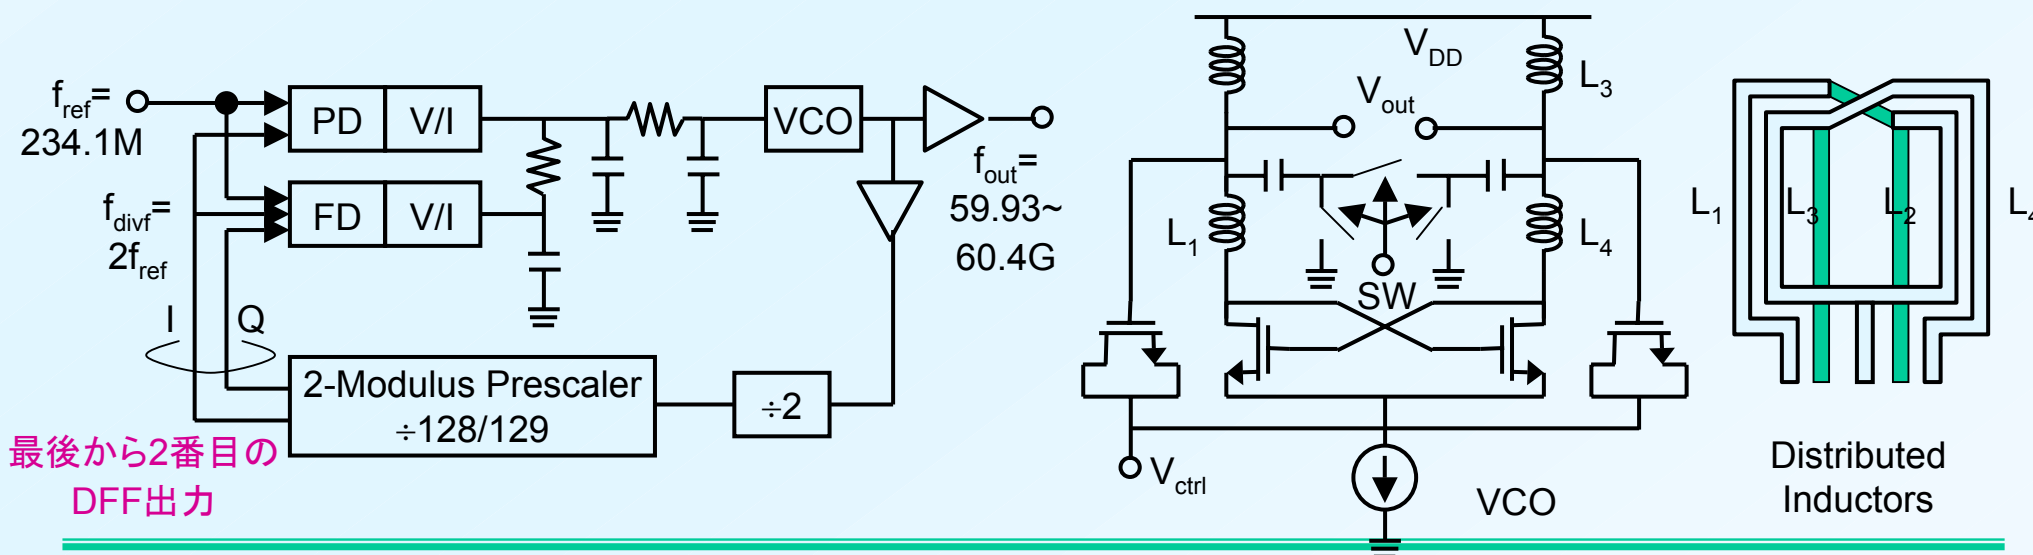 f_ref=
234.1M
PD
V/I
FD
V/I
f_divf=
2f_ref
I
Q
2-Modulus Prescaler
÷128/129
÷2
VCO
f_out=
59.93~
60.4G
最後から2番目の
DFF出力
V_DD
L_3
V_out
L_1
L_4
SW
V_ctrl
VCO
L_1
L_3
L_2
L_4
Distributed
Inductors